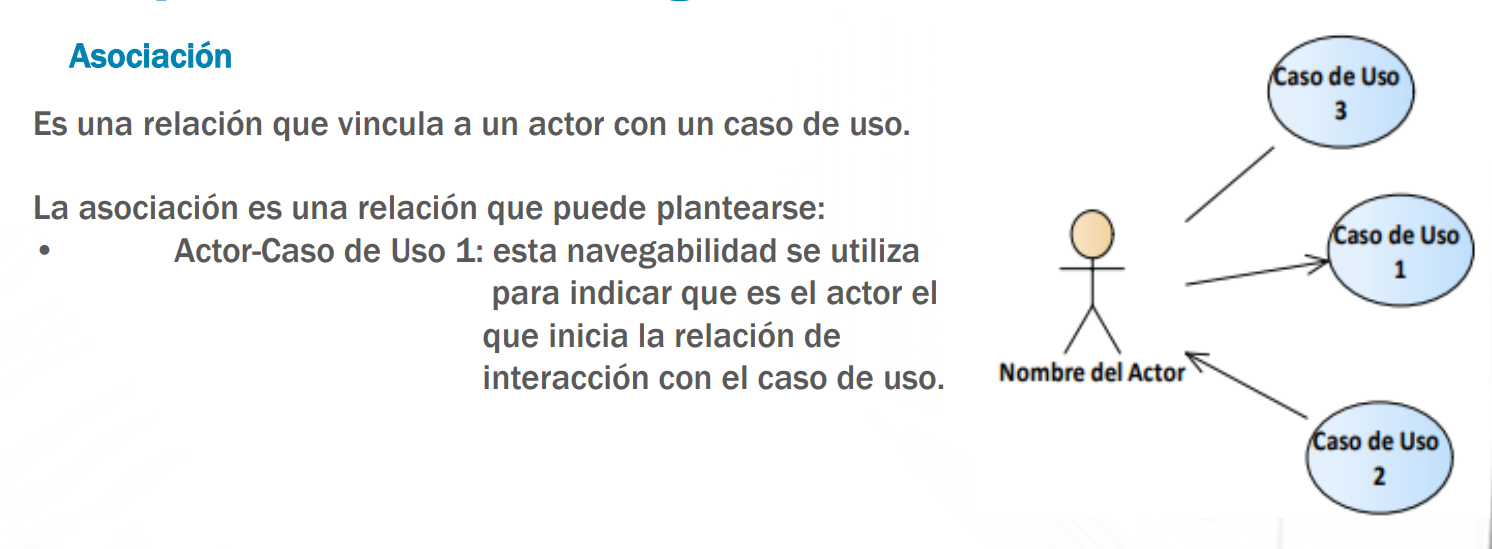 Asociación
Es una relación que vincula a un actor con un caso de uso.
La asociación es una relación que puede plantearse:
• Actor-Caso de Uso 1: esta navegabilidad se utiliza
para indicar que es el actor el
que inicia la relación de
interacción con el caso de uso.
Caso de Uso
3
Caso de Uso
1
Nombre del Actor
Caso de Uso
2